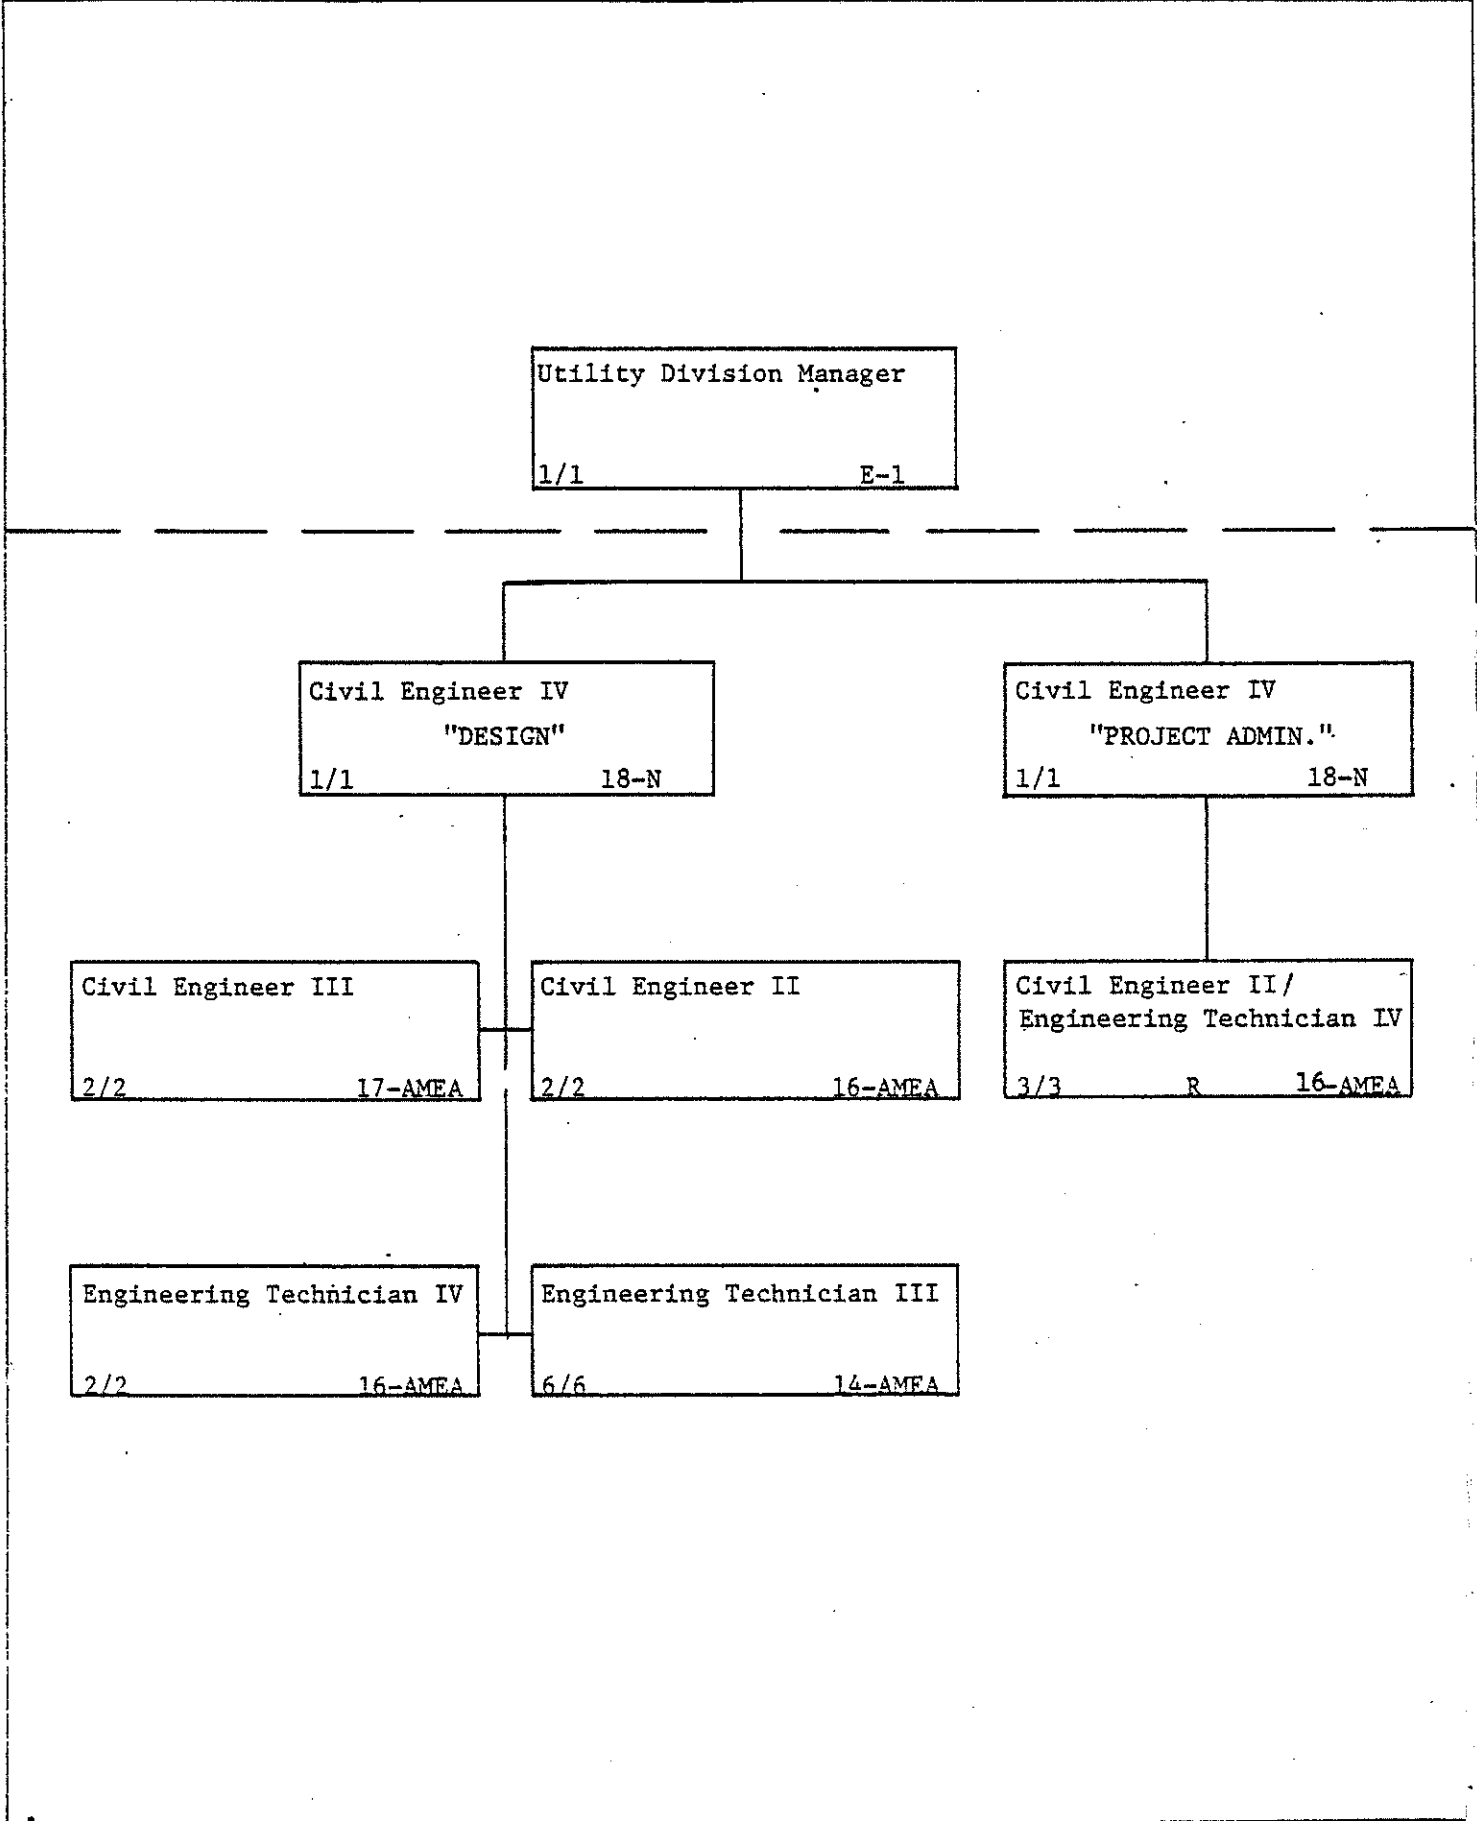 Utility Division Manager
1/1 E-1
Civil Engineer IV
"DESIGN"
1/1 18-N
Civil Engineer IV
"PROJECT ADMIN."
1/1 18-N
Civil Engineer III
2/2 17-AMEA
Civil Engineer II
2/2 16-AMEA
Civil Engineer II/
Engineering Technician IV
3/3 R 16-AMEA
Engineering Technician IV
2/2 16-AMEA
Engineering Technician III
6/6 14-AMEA